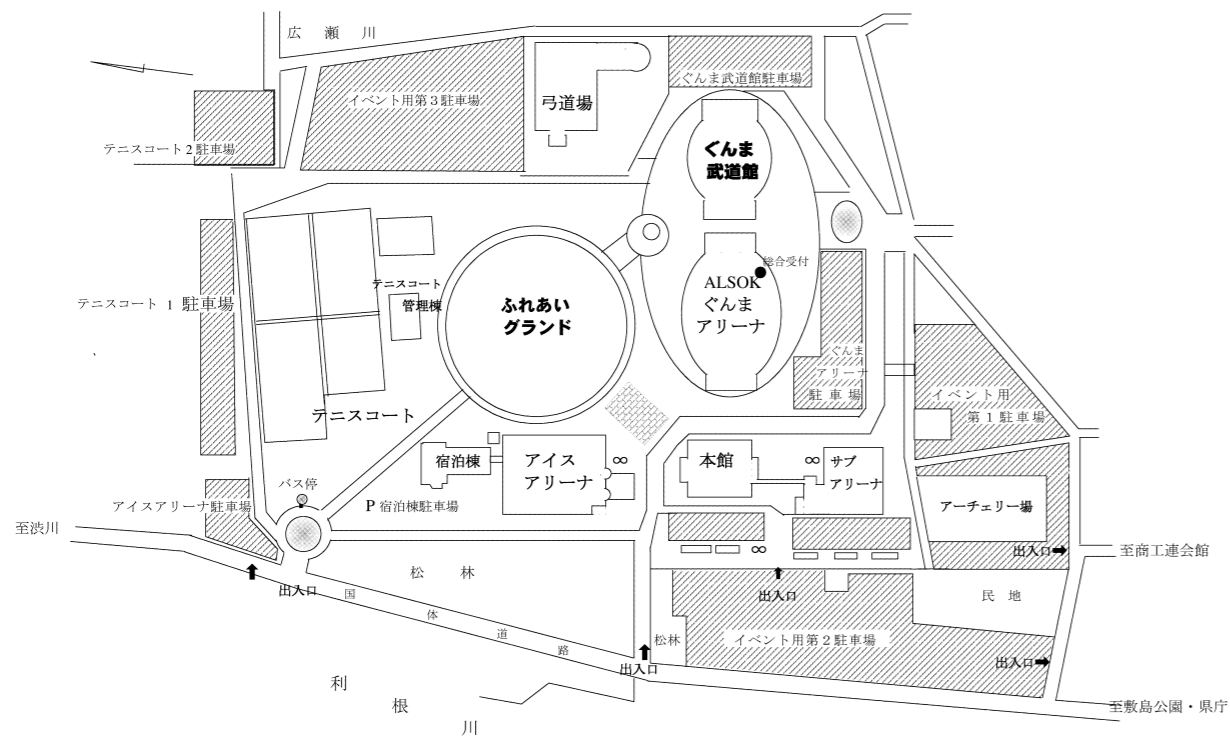 広瀬川
イベント用第3駐車場
弓道場
ぐんま武道館駐車場
テニスコート2駐車場
ぐんま
武道館
総合受付
ALSOK
ぐんま
アリーナ
テニスコート
管理棟
ふれあい
グランド
テニスコート 1 駐車場
ぐんま
アリーナ
駐車場
イベント用
第1駐車場
テニスコート
宿泊棟
アイス
アリーナ
∞
本館
∞
サブ
アリーナ
バス停
アイスアリーナ駐車場
P 宿泊棟駐車場
アーチェリー場
至渋川
∞
出入口
至商工連会館
松林
出入口
国体道路
出入口
民地
松林
イベント用第2駐車場
出入口
出入口
利根川
至敷島公園・県庁